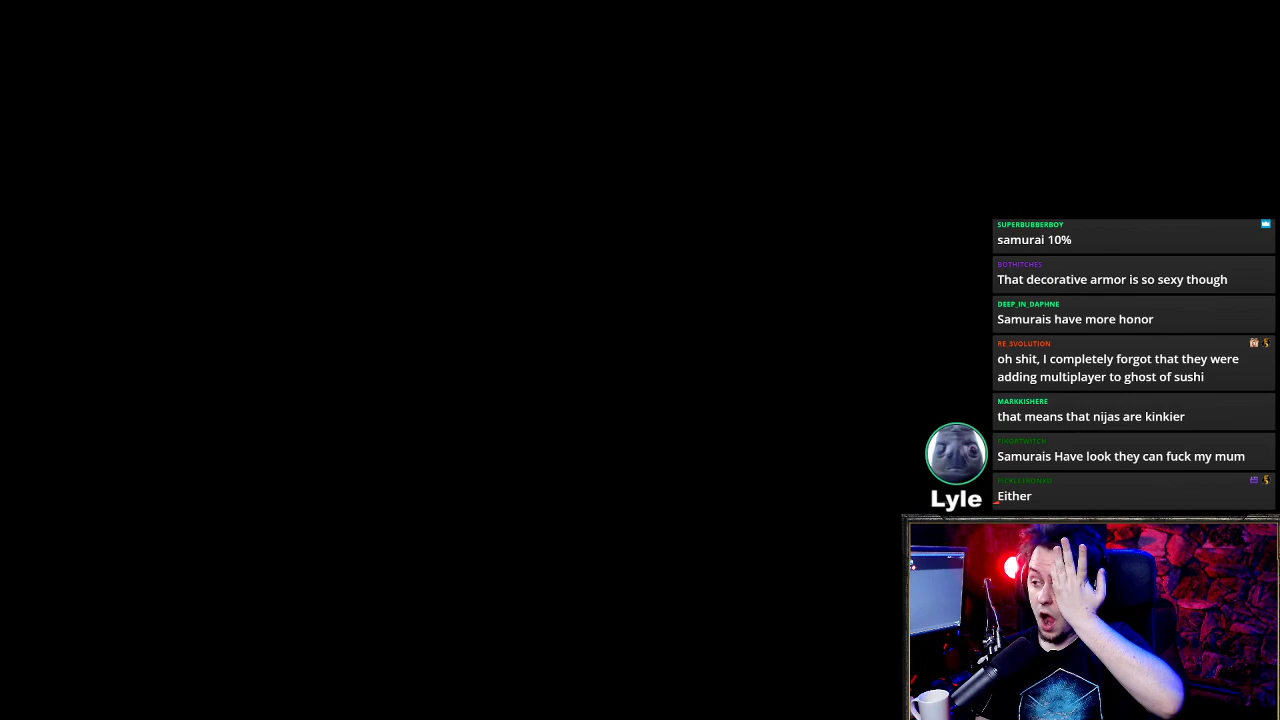 SUPERBUBBERBOY
samurai 10%
BOTHITCHES
That decorative armor is so sexy though
DEEP_IN_DAPHNE
Samurais have more honor
RE_SVOLUTION
oh shit, I completely forgot that they were
adding multiplayer to ghost of sushi
MARKKISHERE
that means that nijas are kinkier
Samurais Have look they can fuck my mum
Either
Lyle